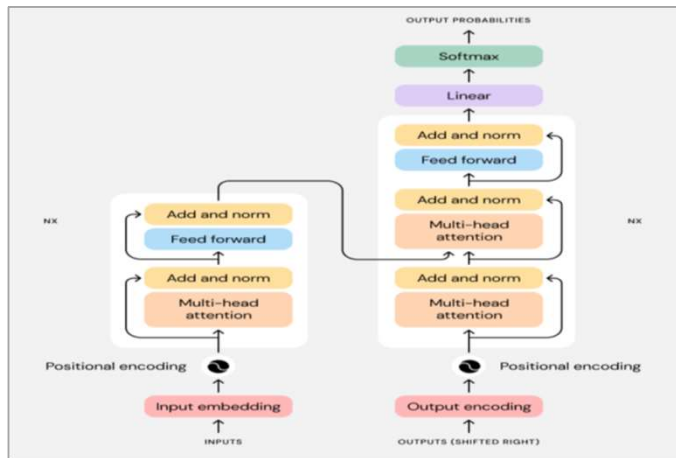 OUTPUT PROBABILITIES
Softmax
Linear
Add and norm
Feed forward
Add and norm
Multi-head
attention
Add and norm
Multi-head
attention
NX
Add and norm
Feed forward
Add and norm
Multi-head
attention
NX
Positional encoding
Positional encoding
Input embedding
Output encoding
INPUTS
OUTPUTS (SHIFTED RIGHT)